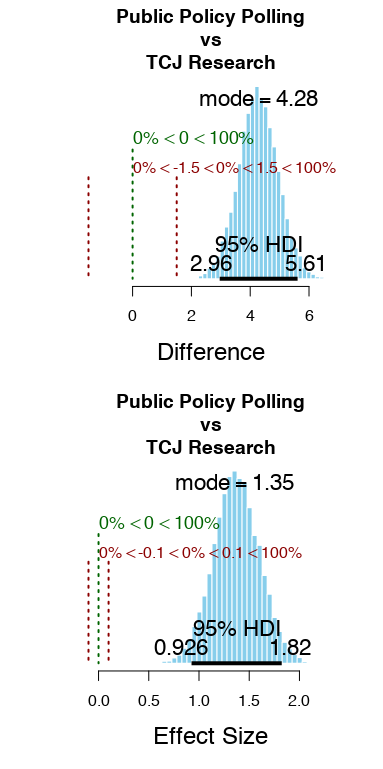 Public Policy Polling
vs
TCJ Research
mode = 4.28
0% < 0 < 100%
0% < -1.5 < 0% < 1.5 < 100%
95% HDI
2.96 5.61
0 2 4 6
Difference
Public Policy Polling
vs
TCJ Research
mode = 1.35
0% < 0 < 100%
0% < -0.1 < 0% < 0.1 < 100%
95% HDI
0.926 1.82
0.0 0.5 1.0 1.5 2.0
Effect Size